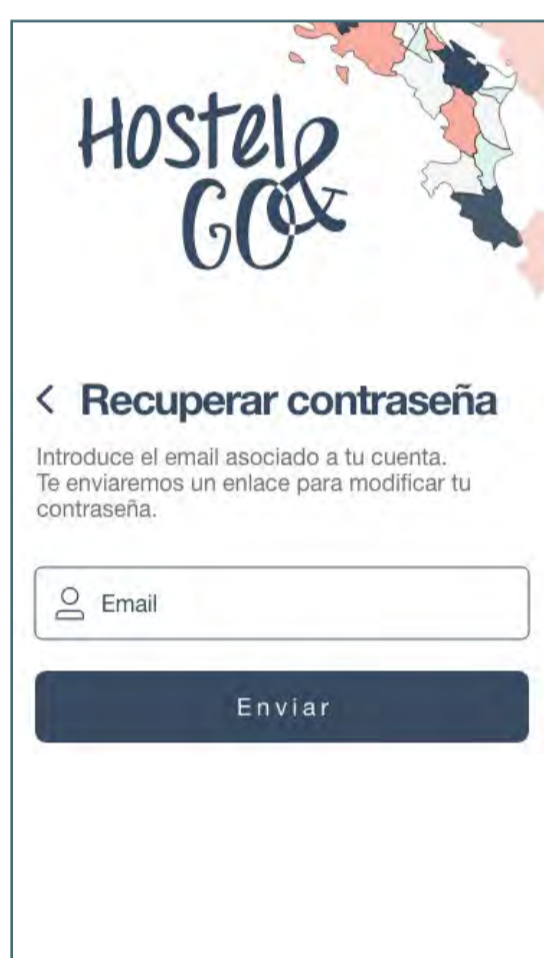 Hostel
& GO
Recuperar contraseña
Introduce el email asociado a tu cuenta.
Te enviaremos un enlace para modificar tu
contraseña.
Email
Enviar